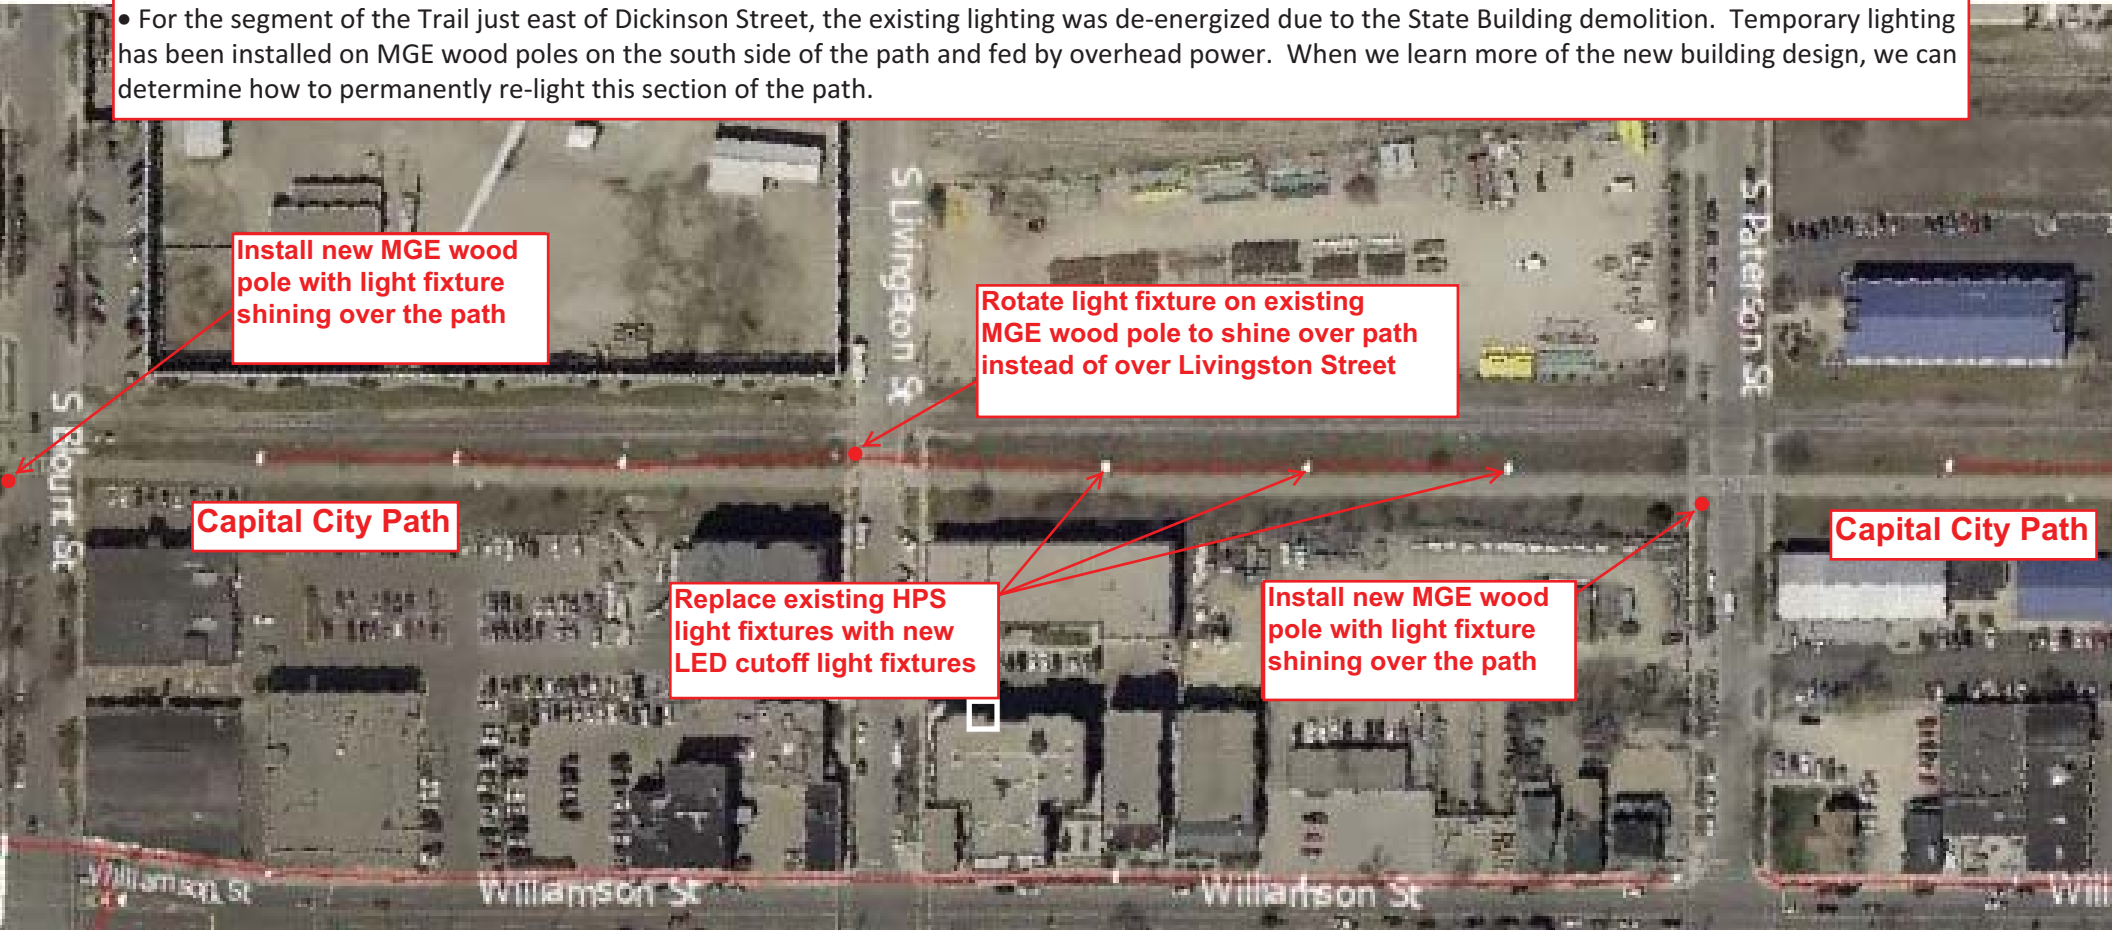 • For the segment of the Trail just east of Dickinson Street, the existing lighting was de-energized due to the State Building demolition.  Temporary lighting
has been installed on MGE wood poles on the south side of the path and fed by overhead power.  When we learn more of the new building design, we can
determine how to permanently re-light this section of the path.
Install new MGE wood
pole with light fixture
shining over the path
S Livingston St
S Paterson St
Rotate light fixture on existing
MGE wood pole to shine over path
instead of over Livingston Street
S Blount St
Capital City Path
Capital City Path
Replace existing HPS
light fixtures with new
LED cutoff light fixtures
Install new MGE wood
pole with light fixture
shining over the path
Williamson St
Williamson St
Williamson St
Will